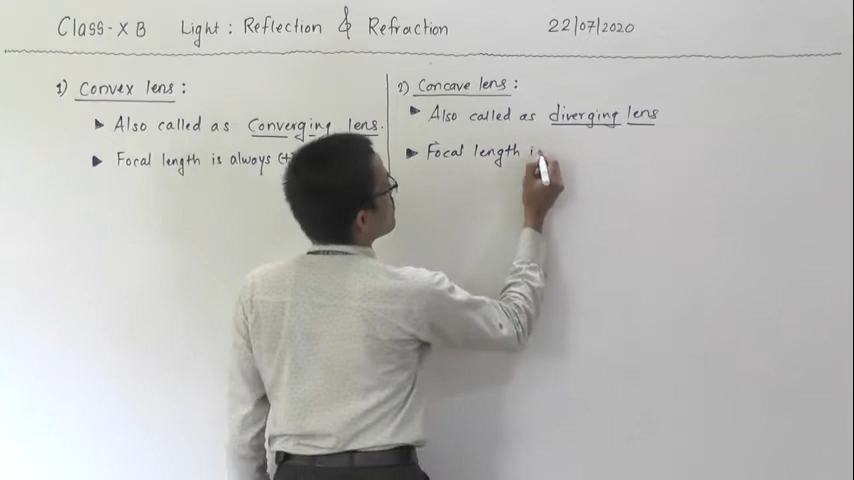 Class-X B Light : Reflection & Refraction 22/07/2020
1) Convex lens :
▶ Also called as Converging lens.
▶ Focal length is always (+
2) Concave lens :
▶ Also called as diverging lens
▶ Focal length i